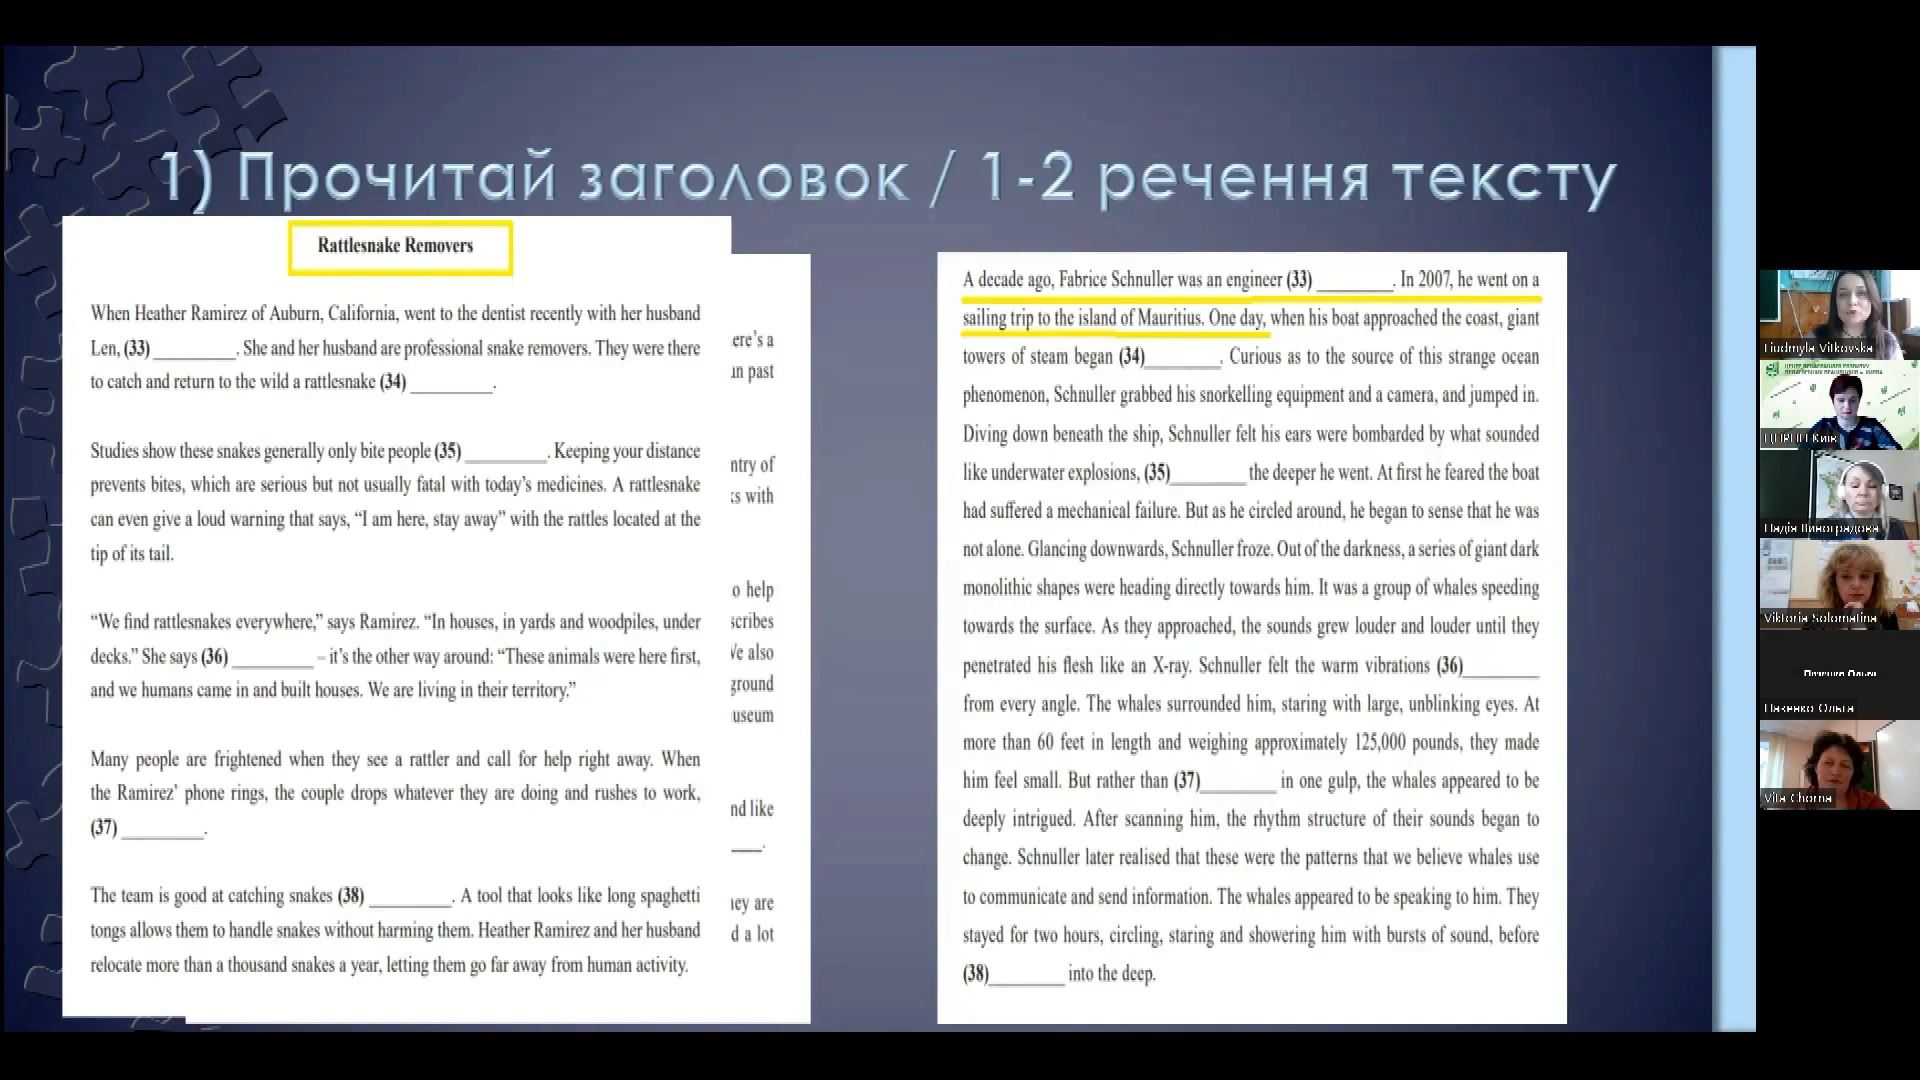 1) Прочитай заголовок / 1-2 речення тексту
Rattlesnake Removers
When Heather Ramirez of Auburn, California, went to the dentist recently with her husband
Len, (33) _________. She and her husband are professional snake removers. They were there
to catch and return to the wild a rattlesnake (34) _________.
Studies show these snakes generally only bite people (35) _________. Keeping your distance
prevents bites, which are serious but not usually fatal with today’s medicines. A rattlesnake
can even give a loud warning that says, “I am here, stay away” with the rattles located at the
tip of its tail.
“We find rattlesnakes everywhere,” says Ramirez. “In houses, in yards and woodpiles, under
decks.” She says (36) _________ – it’s the other way around: “These animals were here first,
and we humans came in and built houses. We are living in their territory.”
Many people are frightened when they see a rattler and call for help right away. When
the Ramirez’ phone rings, the couple drops whatever they are doing and rushes to work,
(37) _________.
The team is good at catching snakes (38) _________. A tool that looks like long spaghetti
tongs allows them to handle snakes without harming them. Heather Ramirez and her husband
relocate more than a thousand snakes a year, letting them go far away from human activity.
ere’s a
un past
ntry of
s with
o help
scribes
We also
ground
useum
nd like
___.
ey are
d a lot
A decade ago, Fabrice Schnuller was an engineer (33) ________. In 2007, he went on a
sailing trip to the island of Mauritius. One day, when his boat approached the coast, giant
towers of steam began (34)________. Curious as to the source of this strange ocean
phenomenon, Schnuller grabbed his snorkelling equipment and a camera, and jumped in.
Diving down beneath the ship, Schnuller felt his ears were bombarded by what sounded
like underwater explosions, (35)________ the deeper he went. At first he feared the boat
had suffered a mechanical failure. But as he circled around, he began to sense that he was
not alone. Glancing downwards, Schnuller froze. Out of the darkness, a series of giant dark
monolithic shapes were heading directly towards him. It was a group of whales speeding
towards the surface. As they approached, the sounds grew louder and louder until they
penetrated his flesh like an X-ray. Schnuller felt the warm vibrations (36)________
from every angle. The whales surrounded him, staring with large, unblinking eyes. At
more than 60 feet in length and weighing approximately 125,000 pounds, they made
him feel small. But rather than (37)________ in one gulp, the whales appeared to be
deeply intrigued. After scanning him, the rhythm structure of their sounds began to
change. Schnuller later realised that these were the patterns that we believe whales use
to communicate and send information. The whales appeared to be speaking to him. They
stayed for two hours, circling, staring and showering him with bursts of sound, before
(38)________ into the deep.
Liudmyla Vitkovska
ЦПРПП Київ
Надія Виноградова
Viktoria Solomatina
Пазенко Ольга
Vita Chorna